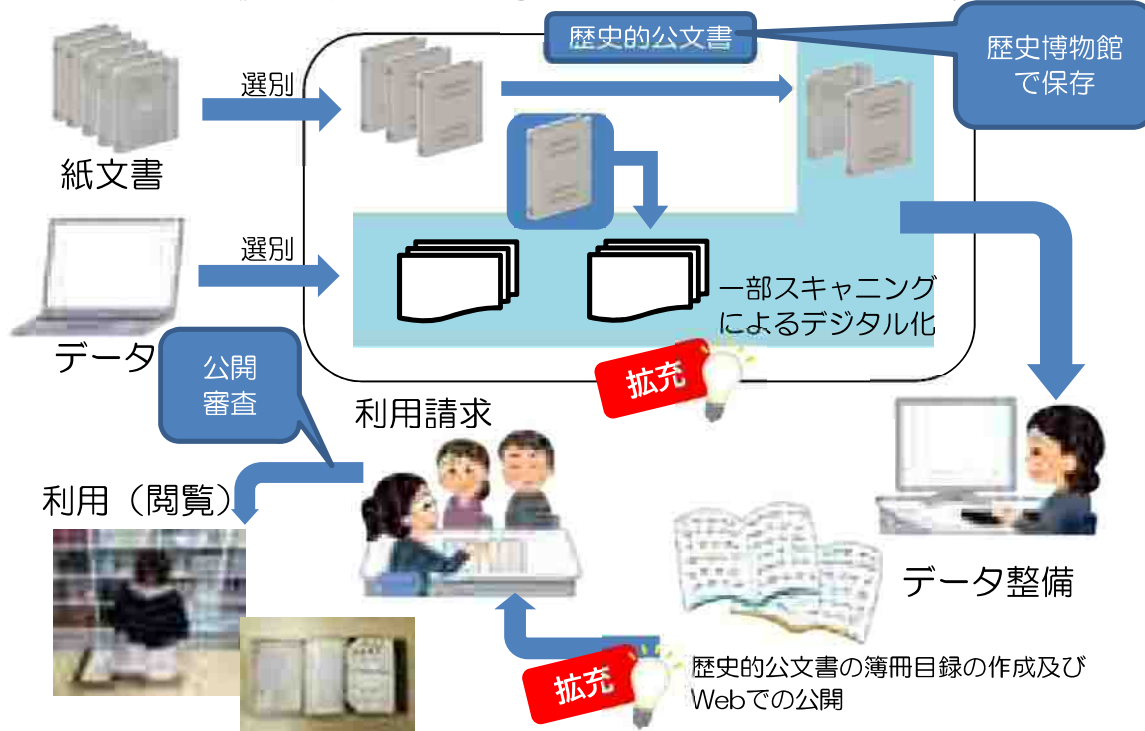 歴史的公文書
歴史博物館
で保存
選別
紙文書
選別
データ
一部スキャニング
によるデジタル化
拡充
公開
審査
利用請求
利用（閲覧）
データ整備
拡充
歴史的公文書の簿冊目録の作成及び
Webでの公開